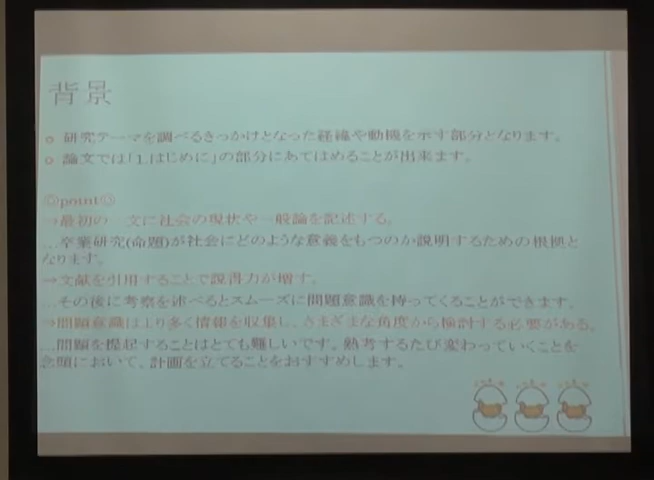 背景
○ 研究テーマを調べるきっかけとなった経緯や動機を示す部分となります。
○ 論文では「1.はじめに」の部分にあてはめることが出来ます。
◎point◎
→最初の一文に社会の現状や一般論を記述する。
…卒業研究(命題)が社会にどのような意義をもつのか説明するための根拠と
なります。
→文献を引用することで説得力が増す。
…その後に考察を述べるとスムーズに問題意識を持ってくることができます。
→問題意識はより多く情報を収集し、さまざまな角度から検討する必要がある。
…問題を提起することはとても難しいです。熟考するたび変わっていくことを
念頭において、計画を立てることをおすすめします。